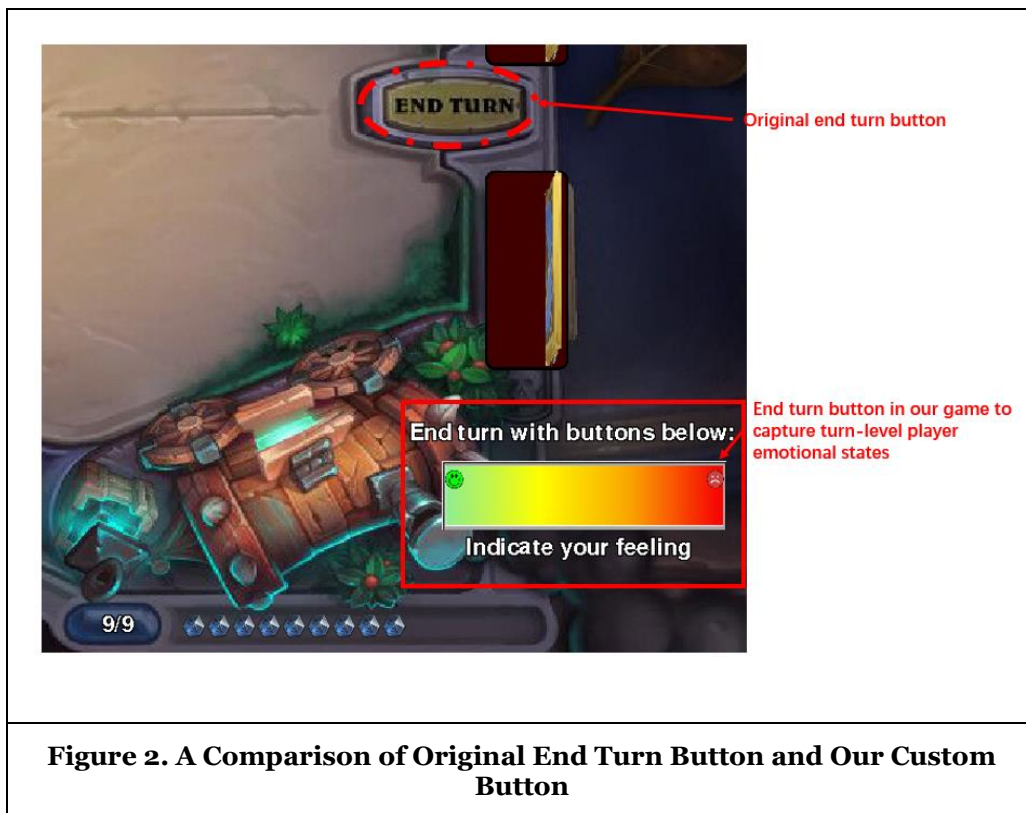 END TURN
Original end turn button
End turn button in our game to
capture turn-level player
emotional states
End turn with buttons below:
Indicate your feeling
9/9
Figure 2. A Comparison of Original End Turn Button and Our Custom
Button